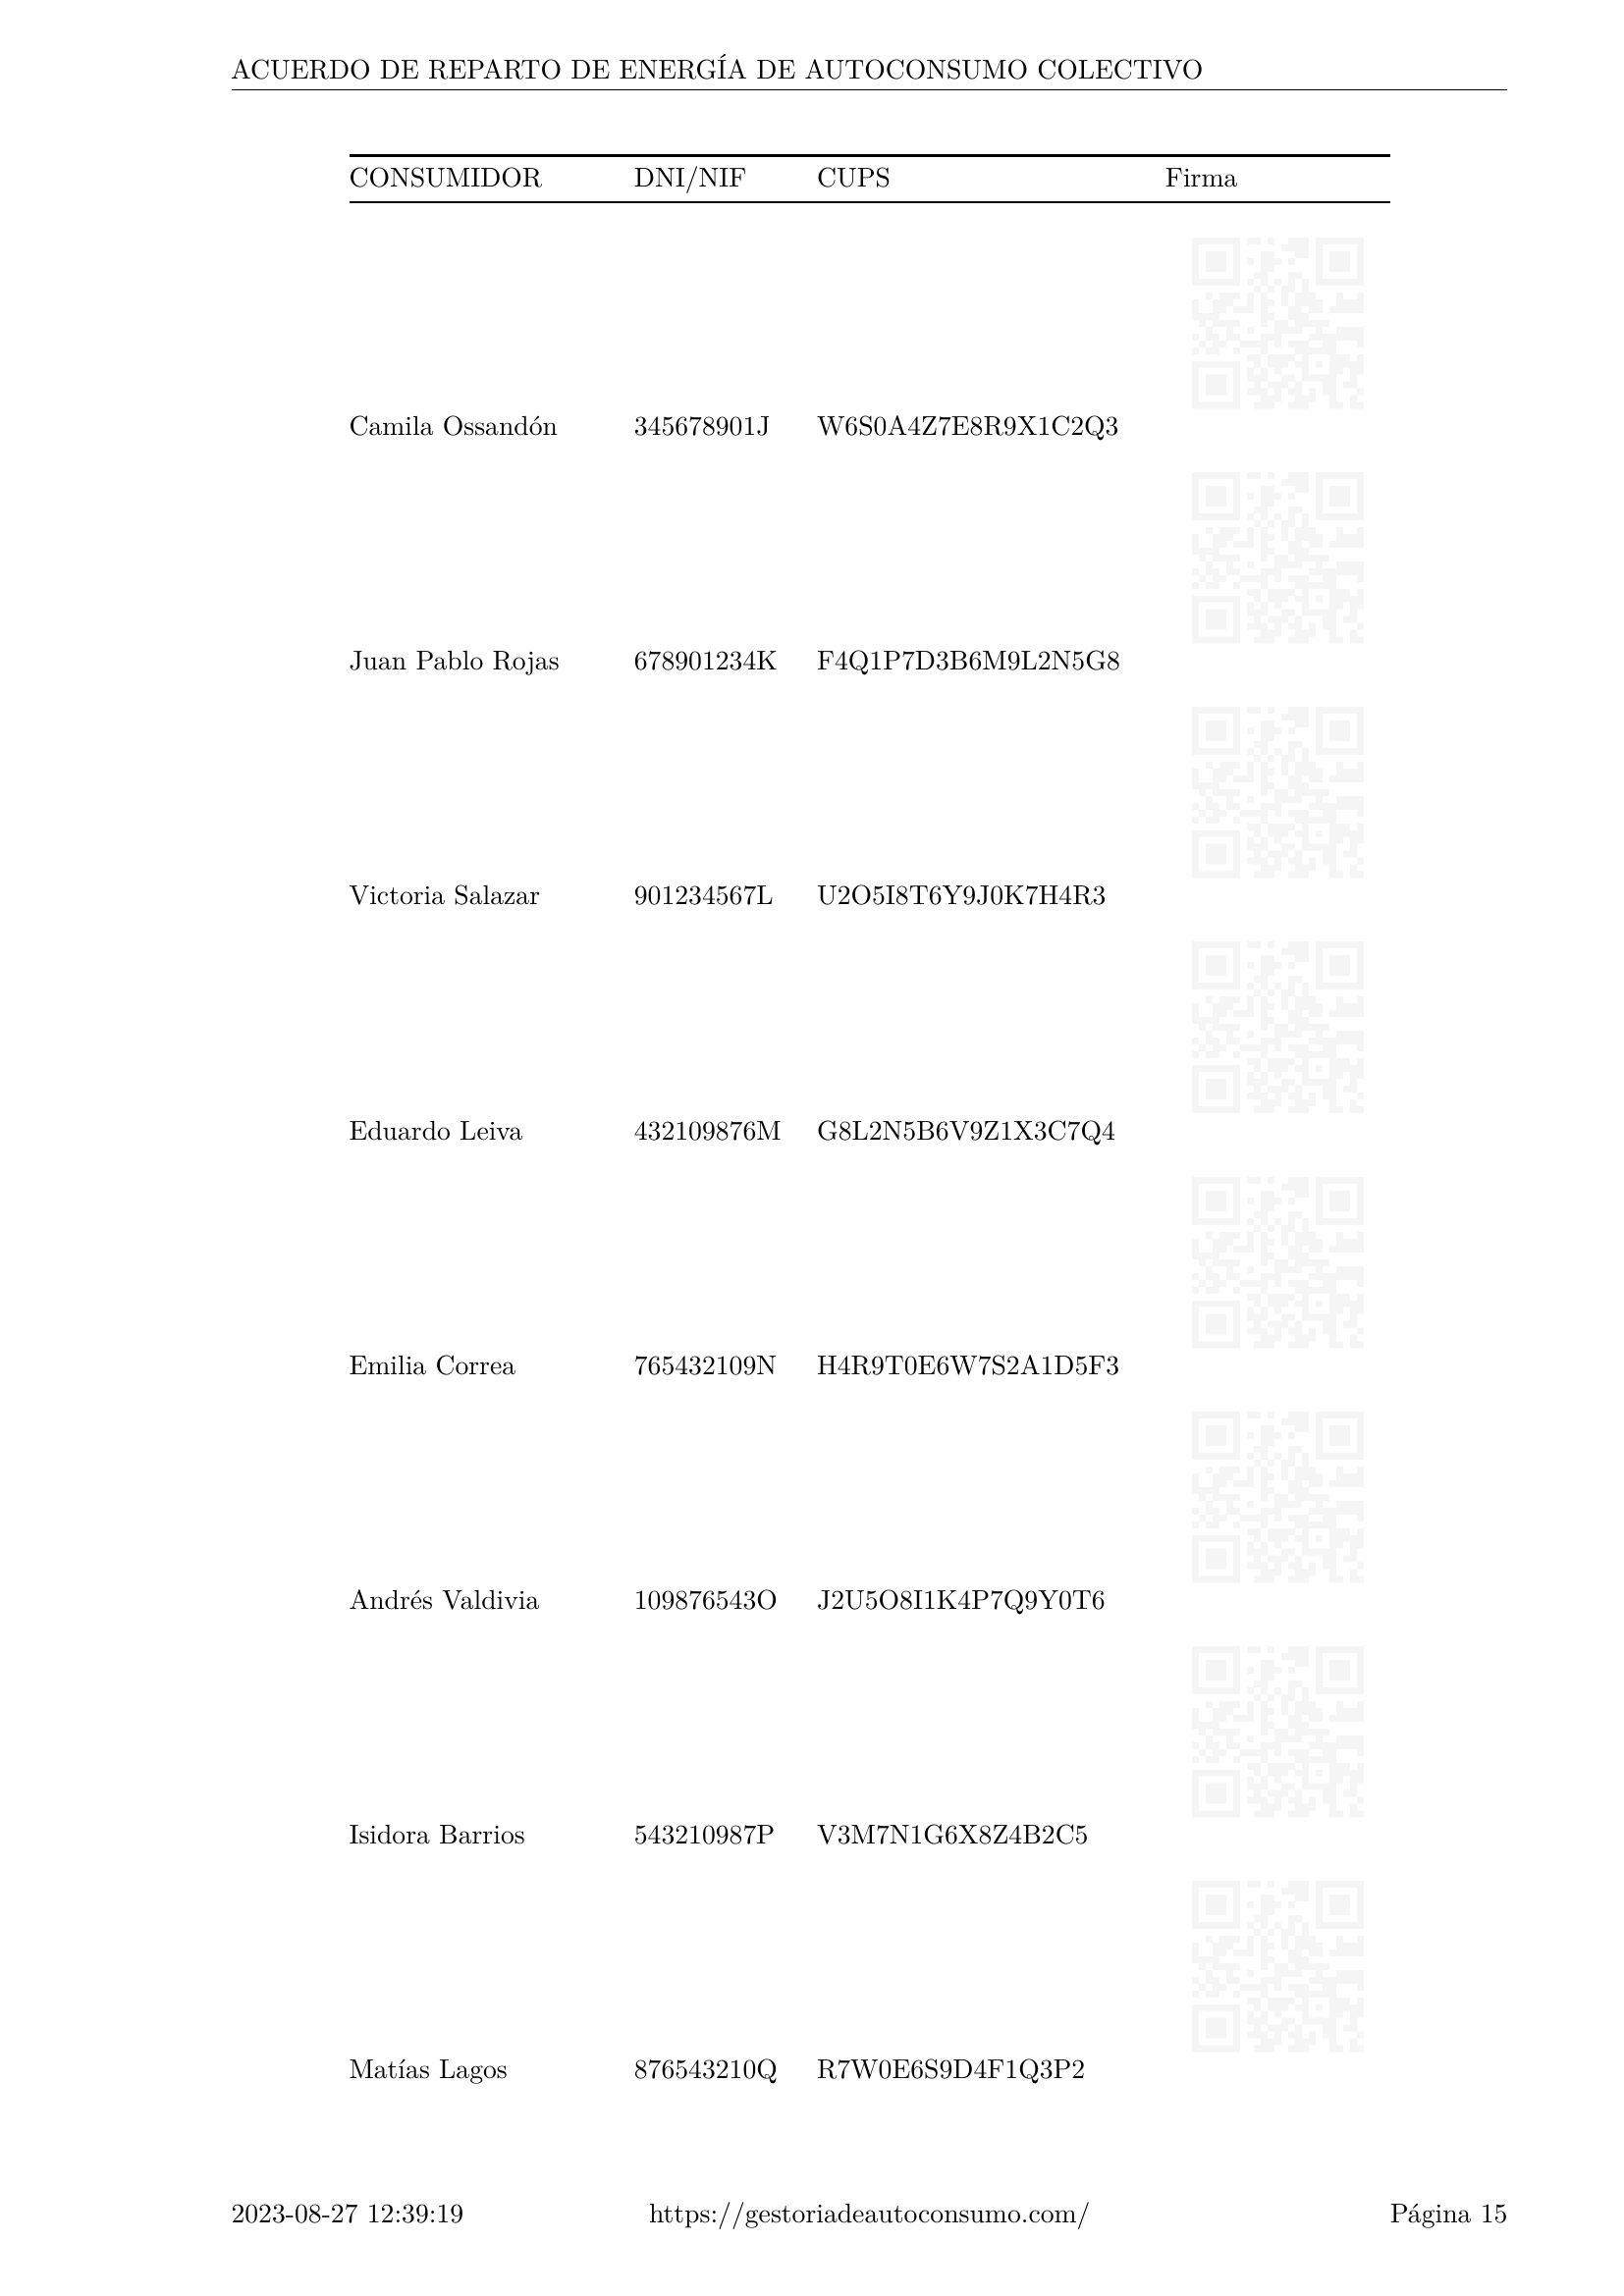 ACUERDO DE REPARTO DE ENERGÍA DE AUTOCONSUMO COLECTIVO
CONSUMIDOR DNI/NIF CUPS Firma
Camila Ossandón 345678901J W6S0A4Z7E8R9X1C2Q3
Juan Pablo Rojas 678901234K F4Q1P7D3B6M9L2N5G8
Victoria Salazar 901234567L U2O5I8T6Y9J0K7H4R3
Eduardo Leiva 432109876M G8L2N5B6V9Z1X3C7Q4
Emilia Correa 765432109N H4R9T0E6W7S2A1D5F3
Andrés Valdivia 109876543O J2U5O8I1K4P7Q9Y0T6
Isidora Barrios 543210987P V3M7N1G6X8Z4B2C5
Matías Lagos 876543210Q R7W0E6S9D4F1Q3P2
2023-08-27 12:39:19 https://gestoriadeautoconsumo.com/ Página 15